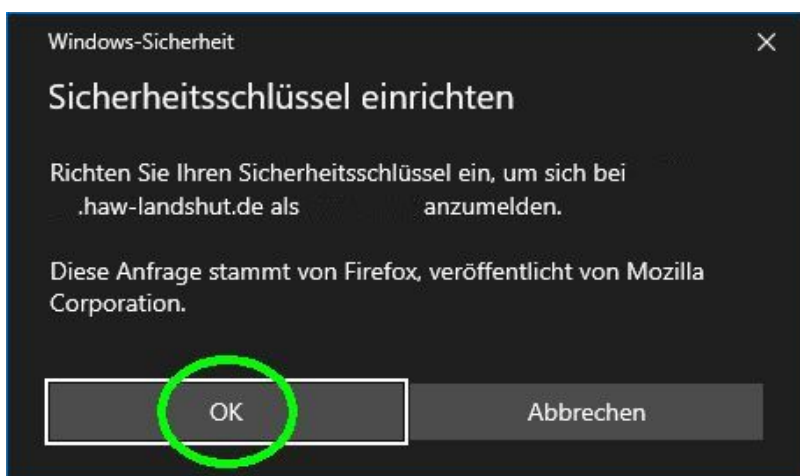 Windows-Sicherheit
Sicherheitsschlüssel einrichten
Richten Sie Ihren Sicherheitsschlüssel ein, um sich bei
.haw-landshut.de als anzumelden.
Diese Anfrage stammt von Firefox, veröffentlicht von Mozilla
Corporation.
OK
Abbrechen